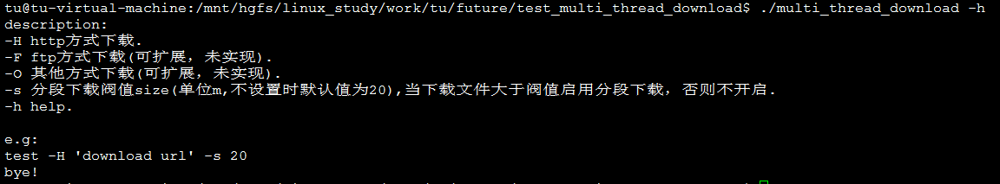 tu@tu-virtual-machine:/mnt/hgfs/linux_study/work/tu/future/test_multi_thread_download$ ./multi_thread_download -h
description:
-H http方式下载.
-F ftp方式下载(可扩展，未实现).
-O 其他方式下载(可扩展，未实现).
-s 分段下载阀值size(单位m,不设置时默认值为20),当下载文件大于阀值启用分段下载，否则不开启.
-h help.
e.g:
test -H 'download url' -s 20
bye!